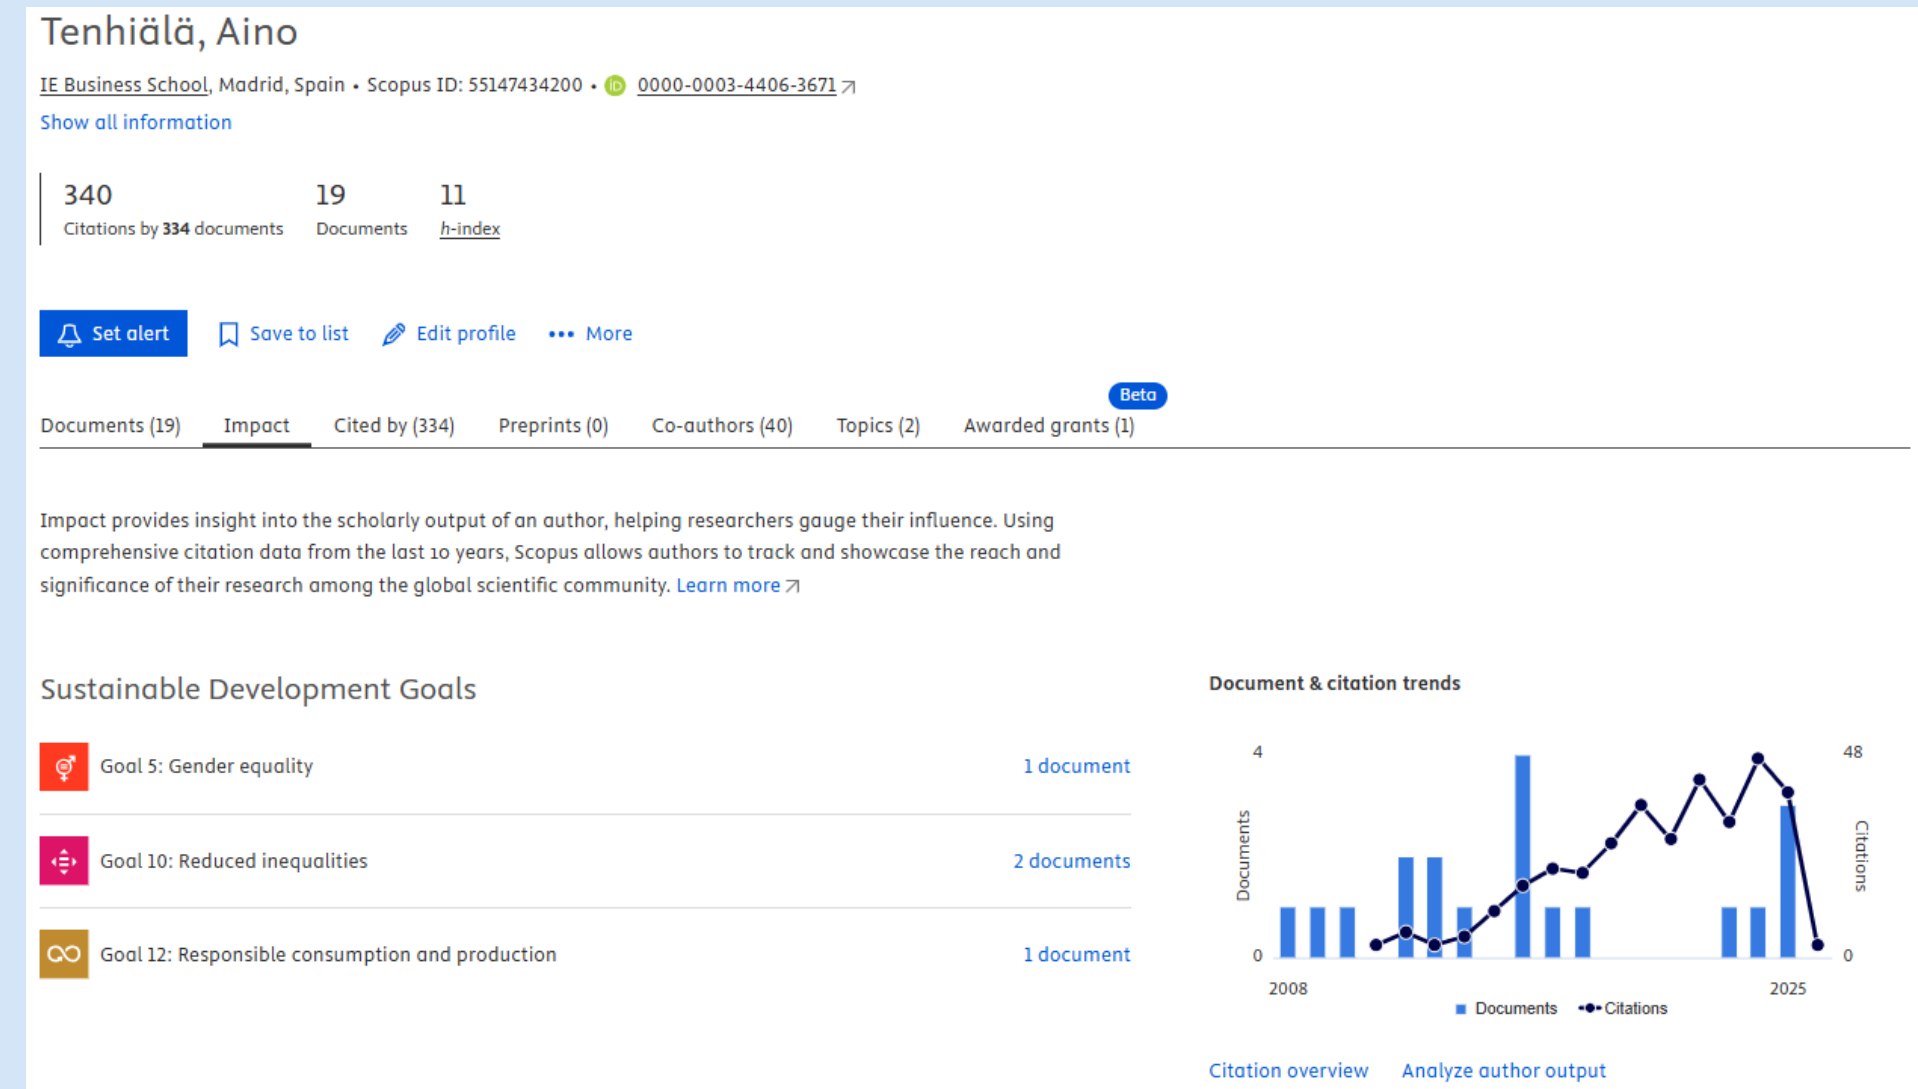 Tenhiälä, Aino
IE Business School, Madrid, Spain • Scopus ID: 55147434200 • iD 0000-0003-4406-3671
Show all information
340 19 11
Citations by 334 documents Documents h-index
Set alert Save to list Edit profile ••• More
Beta
Documents (19) Impact Cited by (334) Preprints (0) Co-authors (40) Topics (2) Awarded grants (1)
Impact provides insight into the scholarly output of an author, helping researchers gauge their influence. Using
comprehensive citation data from the last 10 years, Scopus allows authors to track and showcase the reach and
significance of their research among the global scientific community. Learn more
Sustainable Development Goals
Goal 5: Gender equality 1 document
Goal 10: Reduced inequalities 2 documents
Goal 12: Responsible consumption and production 1 document
Document & citation trends
4 48
Documents Citations
0 0
2008 2025
Documents Citations
Citation overview Analyze author output